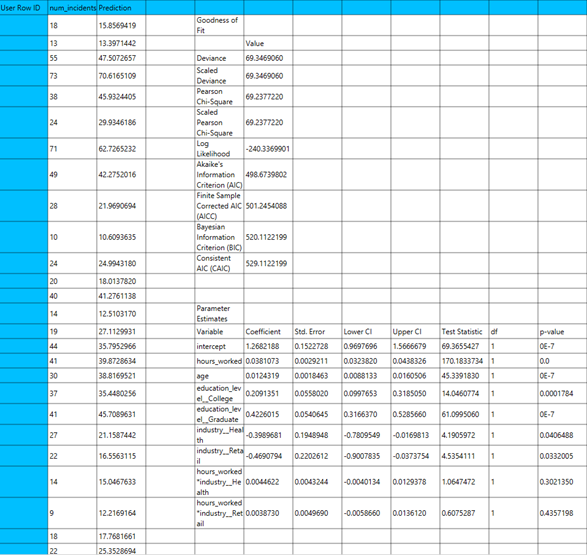 User Row ID num_incidents Prediction
18 15.8569419 Goodness of
Fit
13 13.3971442 Value
55 47.5072657 Deviance 69.3469060
73 70.6165109 Scaled
Deviance 69.3469060
38 45.9324405 Pearson
Chi-Square 69.2377220
24 29.9346186 Scaled
Pearson
Chi-Square 69.2377220
71 62.7265232 Log
Likelihood -240.3369901
49 42.2752016 Akaike's
Information
Criterion (AIC) 498.6739802
28 21.9690694 Finite Sample
Corrected AIC
(AICC) 501.2454088
10 10.6093635 Bayesian
Information
Criterion (BIC) 520.1122199
24 24.9943180 Consistent
AIC (CAIC) 529.1122199
20 18.0137820
40 41.2761138
14 12.5103170 Parameter
Estimates
19 27.1129931 Variable Coefficient Std. Error Lower CI Upper CI Test Statistic df p-value
44 35.7952966 intercept 1.2682188 0.1522728 0.9697696 1.5666679 69.3655427 1 0E-7
41 39.8728634 hours_worked 0.0381073 0.0029211 0.0323820 0.0438326 170.1833734 1 0.0
30 38.8169521 age 0.0124319 0.0018463 0.0088133 0.0160506 45.3391830 1 0E-7
37 35.4480256 education_lev
el__College 0.2091351 0.0558020 0.0997653 0.3185050 14.0460774 1 0.0001784
41 45.7089631 education_lev
el__Graduate 0.4226015 0.0540645 0.3166370 0.5285660 61.0995060 1 0E-7
27 21.1587442 industry__Heal
th -0.3989681 0.1948948 -0.7809549 -0.0169813 4.1905972 1 0.0406488
22 16.5563115 industry__Reta
il -0.4690794 0.2202612 -0.9007835 -0.0373754 4.5354111 1 0.0332005
14 15.0467633 hours_worked
*industry__He
alth 0.0044622 0.0043244 -0.0040134 0.0129378 1.0647472 1 0.3021350
9 12.2169164 hours_worked
*industry__Ret
ail 0.0038730 0.0049690 -0.0058660 0.0136120 0.6075287 1 0.4357198
18 17.7681661
22 25.3528694